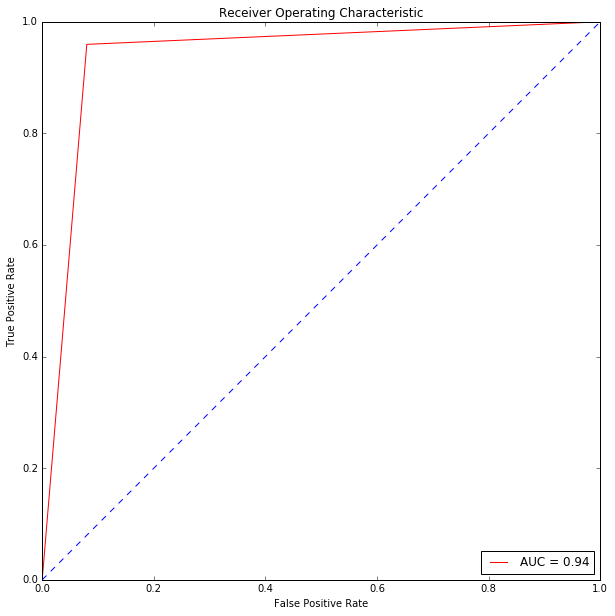 Receiver Operating Characteristic
1.0
0.8
0.6
0.4
0.2
0.0
True Positive Rate
0.0 0.2 0.4 0.6 0.8 1.0
False Positive Rate
AUC = 0.94